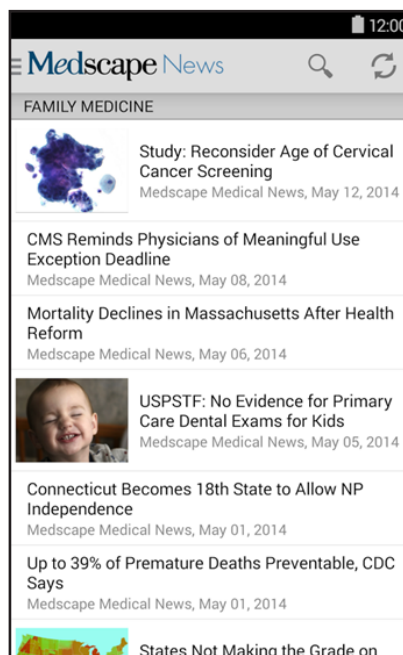 12:00
Medscape News
FAMILY MEDICINE
Study: Reconsider Age of Cervical
Cancer Screening
Medscape Medical News, May 12, 2014
CMS Reminds Physicians of Meaningful Use
Exception Deadline
Medscape Medical News, May 08, 2014
Mortality Declines in Massachusetts After Health
Reform
Medscape Medical News, May 06, 2014
USPSTF: No Evidence for Primary
Care Dental Exams for Kids
Medscape Medical News, May 05, 2014
Connecticut Becomes 18th State to Allow NP
Independence
Medscape Medical News, May 01, 2014
Up to 39% of Premature Deaths Preventable, CDC
Says
Medscape Medical News, May 01, 2014
States Not Making the Grade on